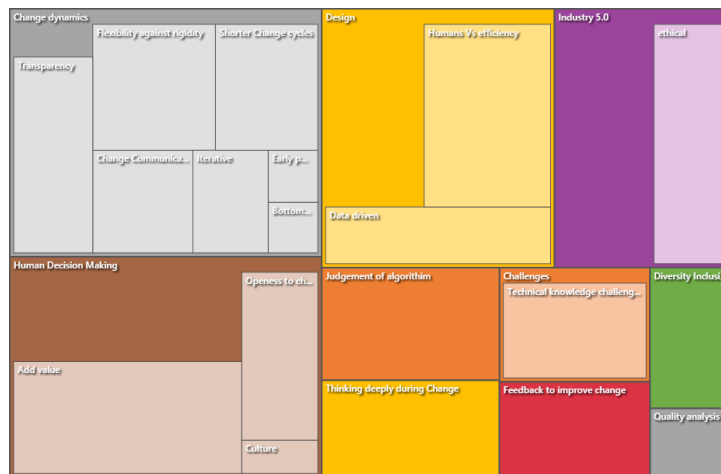 Change dynamics
Flexibility against rigidity
Shorter Change cycles
Transparency
Change Communica...
Iterative
Early p...
Bottom...
Human Decision Making
Openess to ch...
Add value
Culture
Design
Humans Vs efficiency
Data driven
Industry 5.0
ethical
Judgement of algorithim
Challenges
Technical knowledge challeng...
Diversity Inclusi
Thinking deeply during Change
Feedback to improve change
Quality analysis